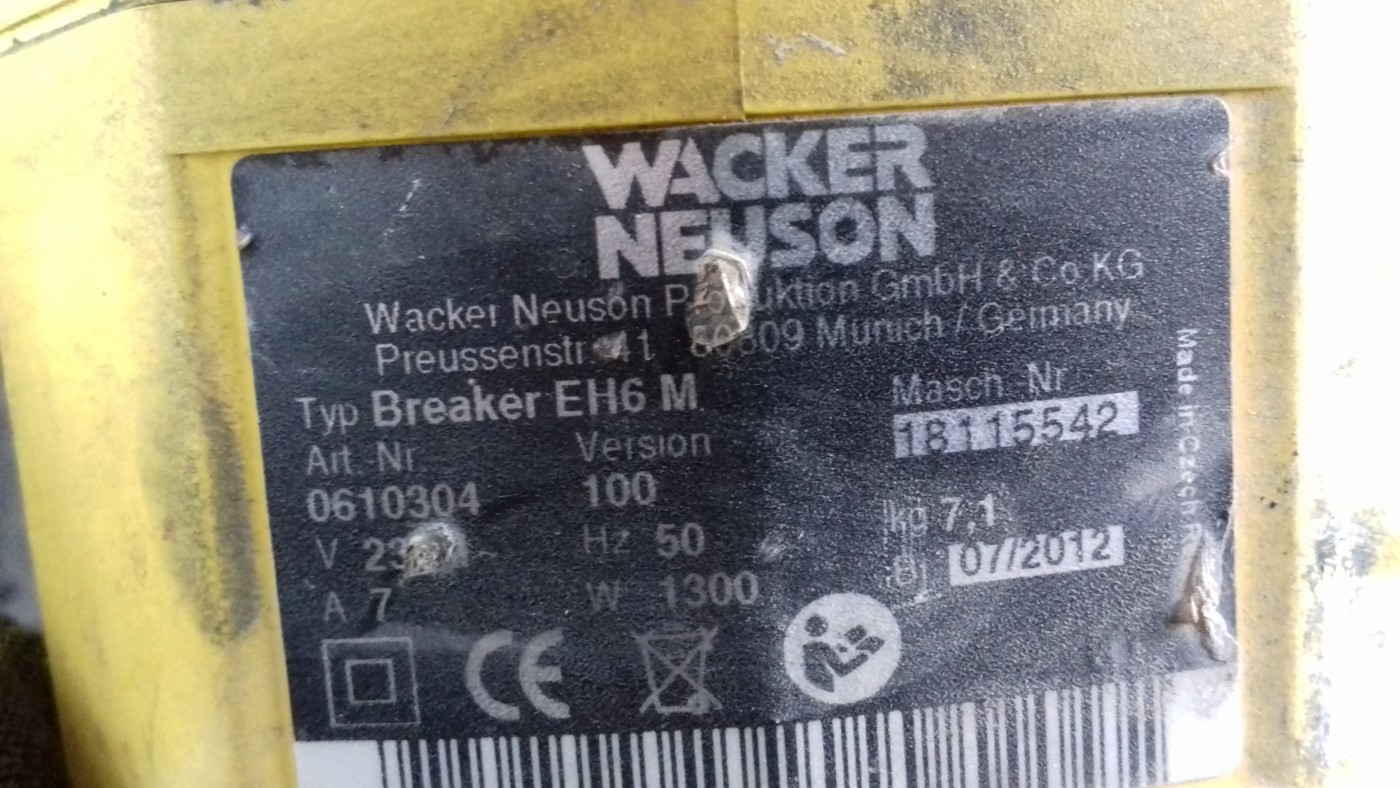 WACKER
NEUSON
Wacker Neuson GmbH & Co KG
Preussenstr. 41 Munich / Germany
Typ Breaker EH6 M
Masch. Nr
18115542
Art. Nr Version
0610304 100
kg 7,1
V Hz 50
Bj 07/2012
A 7 W 1300
CE
Made in Czech